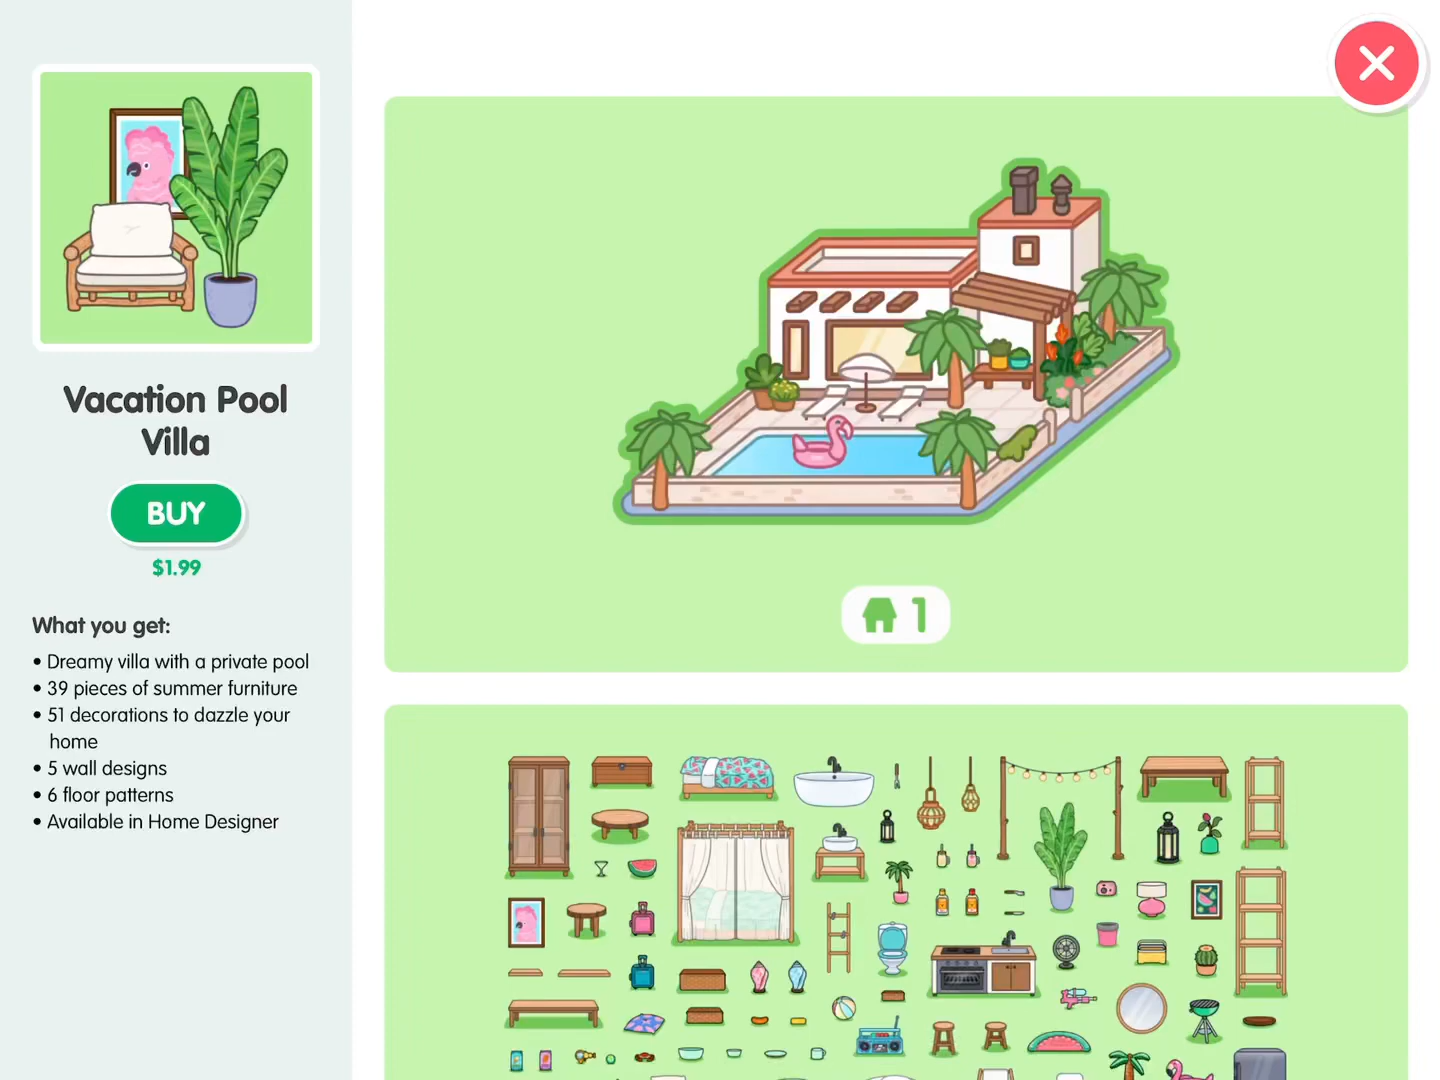 Vacation Pool
Villa
BUY
$1.99
What you get:
• Dreamy villa with a private pool
• 39 pieces of summer furniture
• 51 decorations to dazzle your
home
• 5 wall designs
• 6 floor patterns
• Available in Home Designer
1